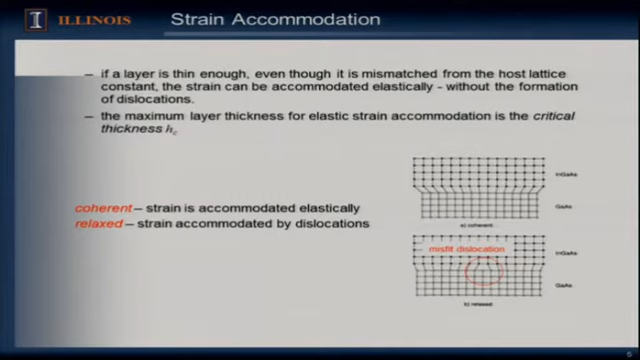 I ILLINOIS
Strain Accommodation
– if a layer is thin enough, even though it is mismatched from the host lattice
constant, the strain can be accommodated elastically - without the formation
of dislocations.
– the maximum layer thickness for elastic strain accommodation is the critical
thickness hc
coherent – strain is accommodated elastically
relaxed – strain accommodated by dislocations
InGaAs
GaAs
a) coherent
misfit dislocation
InGaAs
GaAs
b) relaxed
5